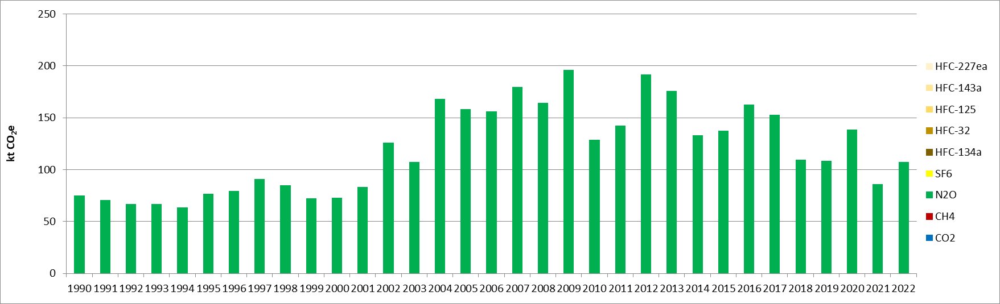 250
200
150
100
50
0
kt CO₂e
1990 1991 1992 1993 1994 1995 1996 1997 1998 1999 2000 2001 2002 2003 2004 2005 2006 2007 2008 2009 2010 2011 2012 2013 2014 2015 2016 2017 2018 2019 2020 2021 2022
HFC-227ea
HFC-143a
HFC-125
HFC-32
HFC-134a
SF6
N2O
CH4
CO2